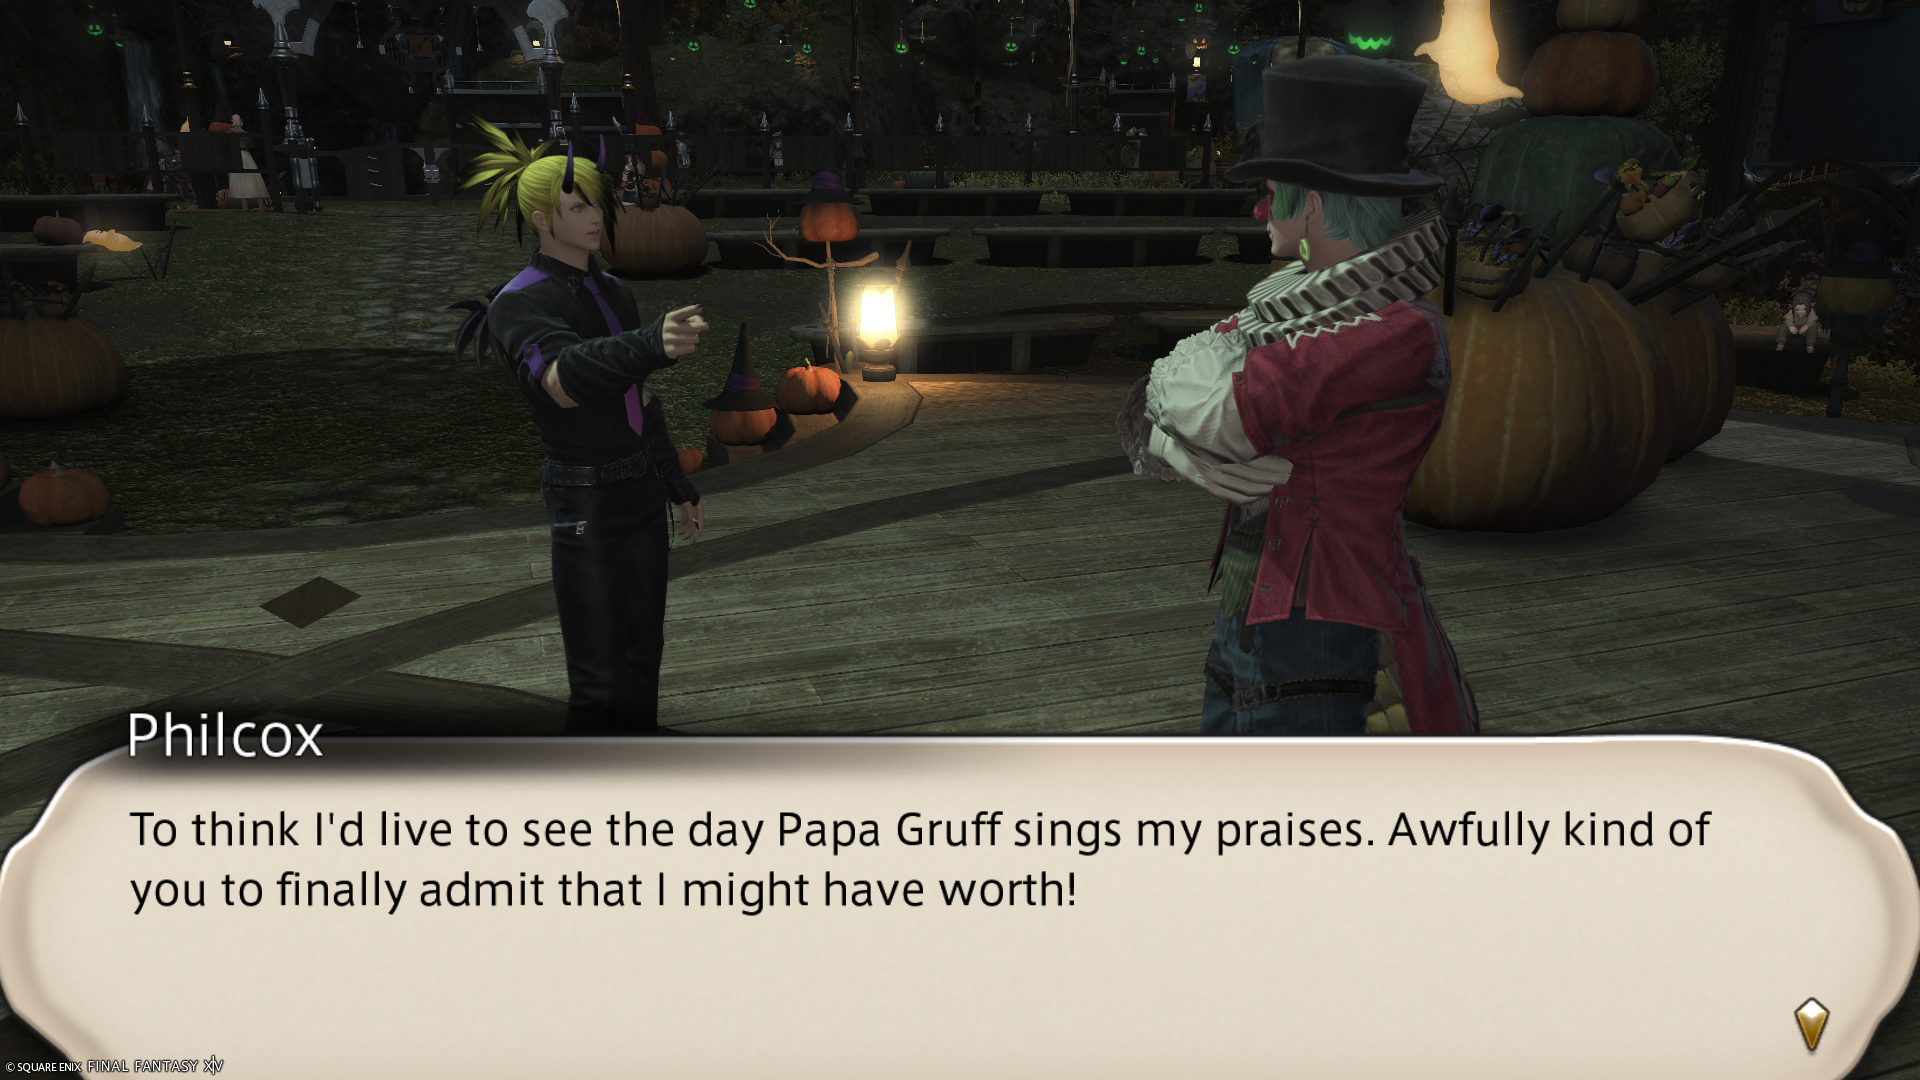 Philcox
To think I'd live to see the day Papa Gruff sings my praises. Awfully kind of
you to finally admit that I might have worth!
© SQUARE ENIX FINAL FANTASY XIV